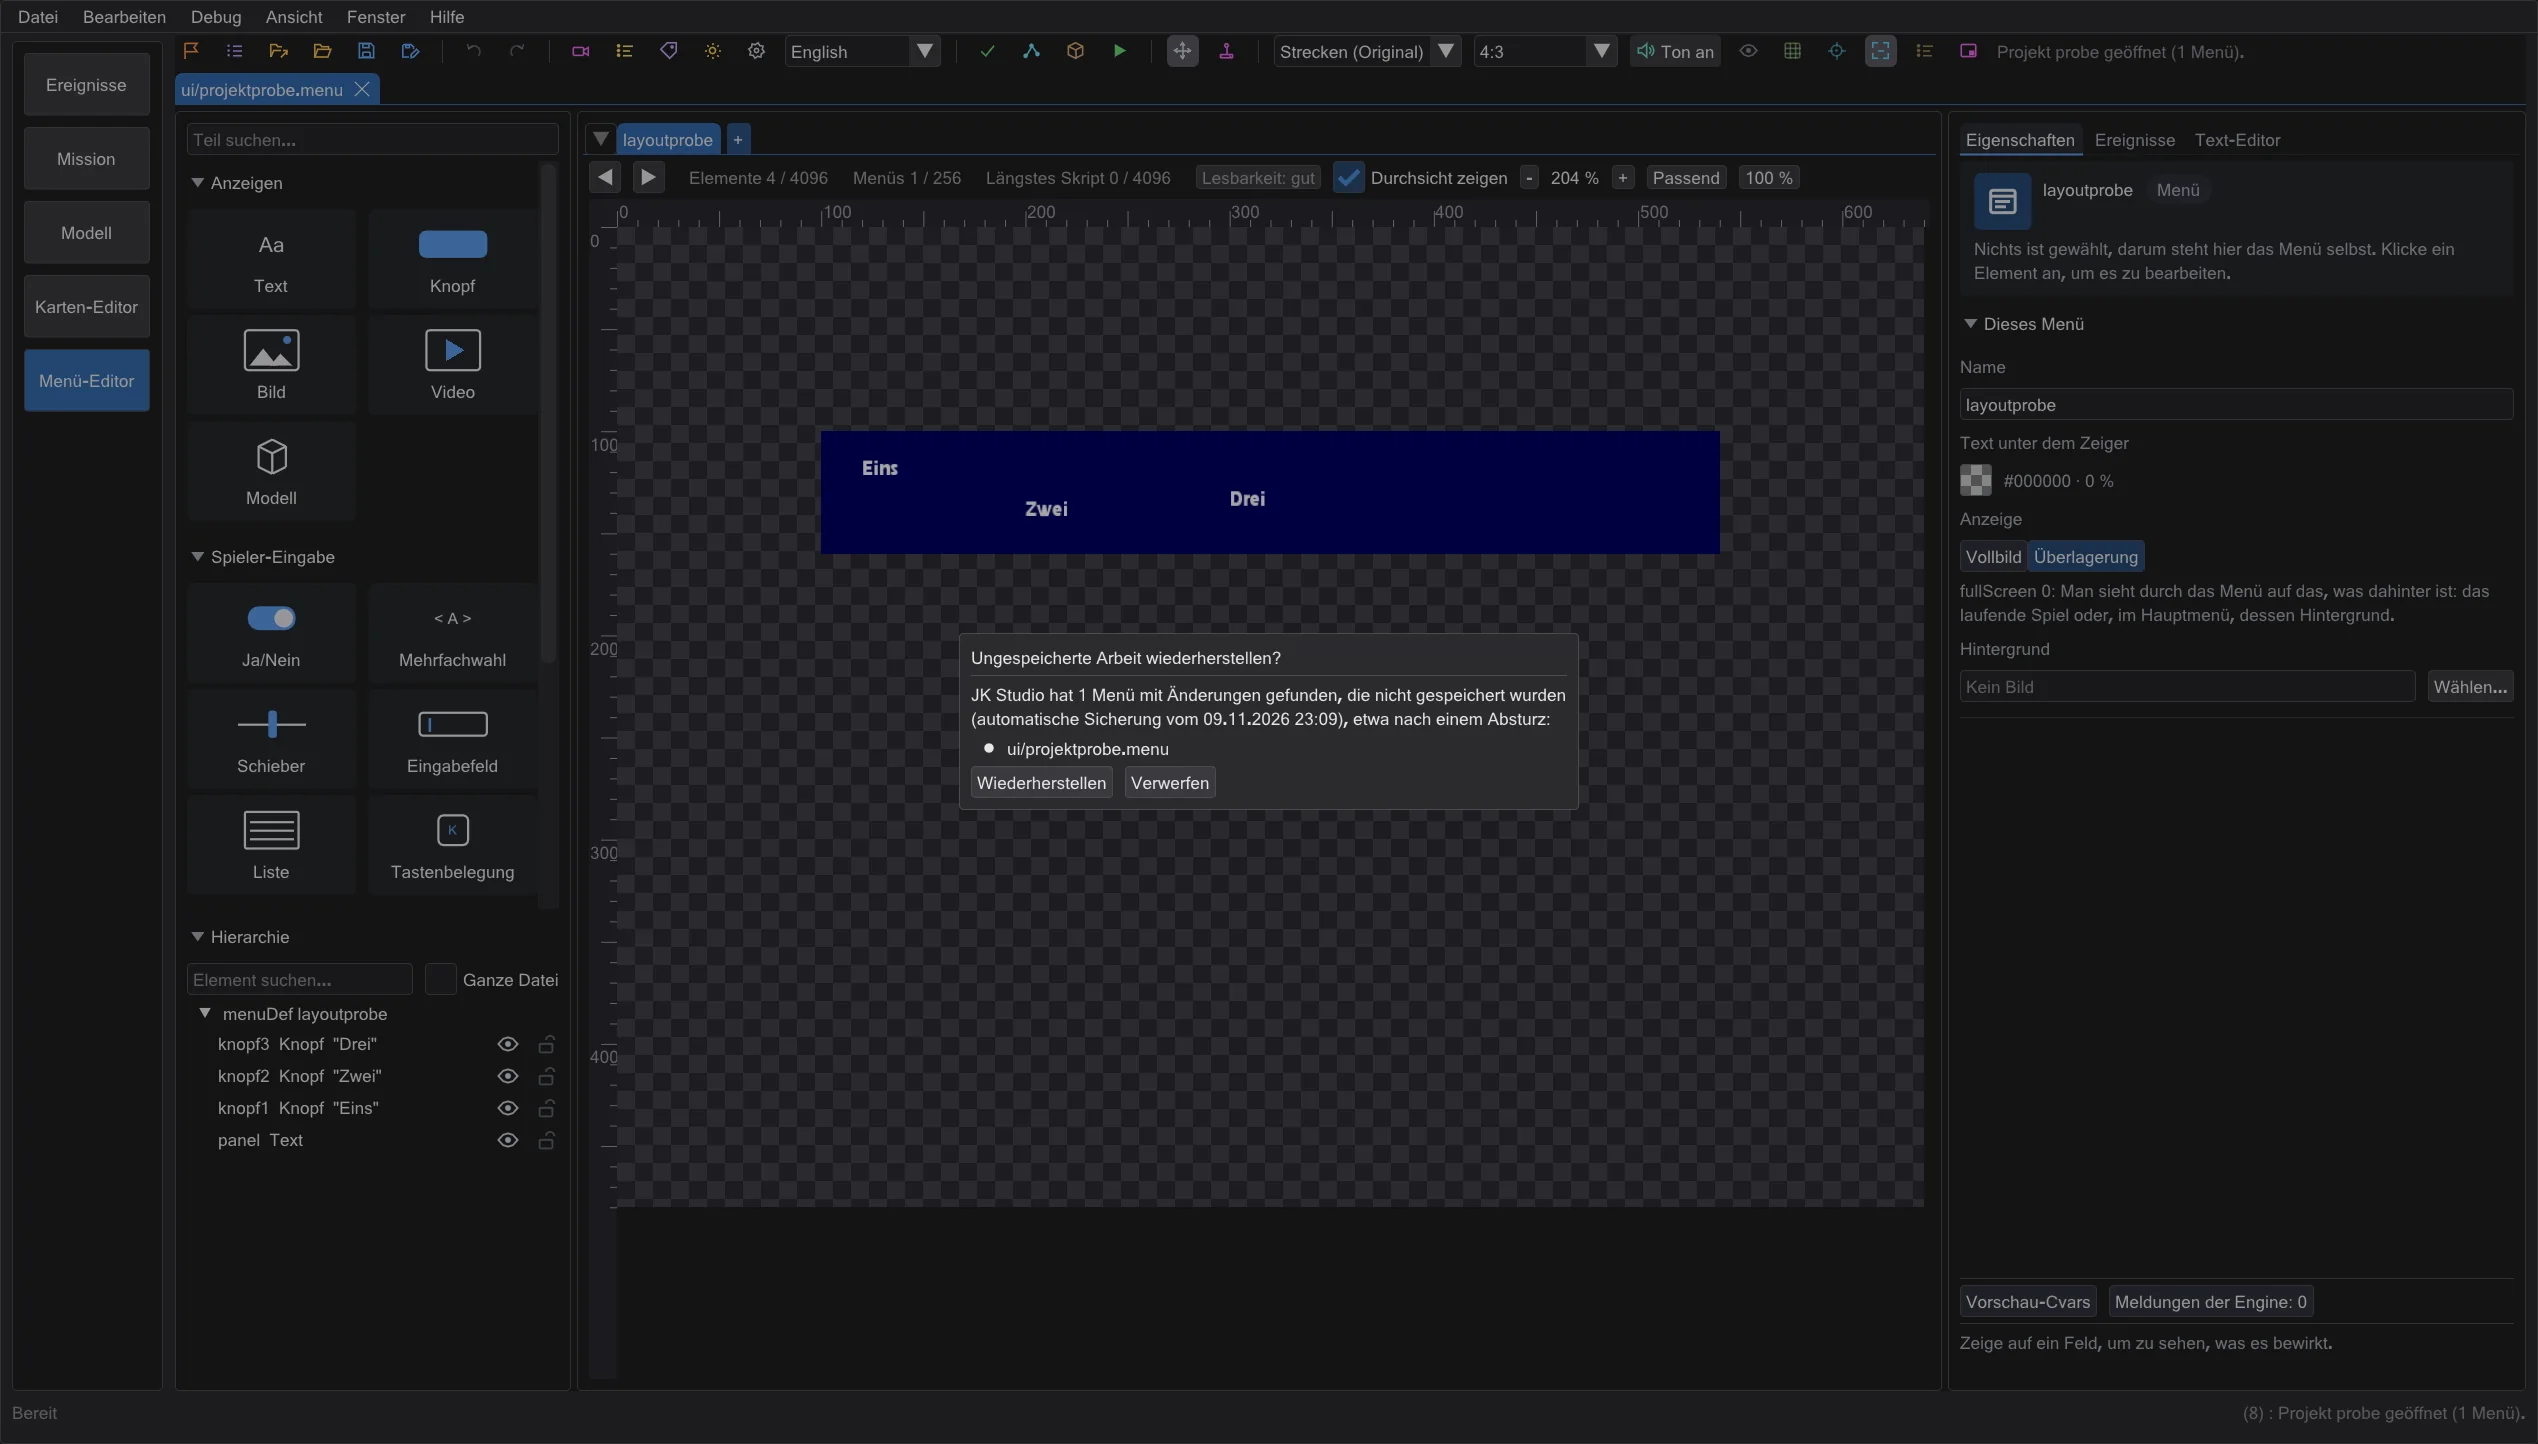 Datei Bearbeiten Debug Ansicht Fenster Hilfe
English Strecken (Original) 4:3 Ton an Projekt probe geöffnet (1 Menü).
Ereignisse
Mission
Modell
Karten-Editor
Menü-Editor
ui/projektprobe.menu
Teil suchen...
Anzeigen
Aa
Text Knopf
Bild Video
Modell
Spieler-Eingabe
< A >
Ja/Nein Mehrfachwahl
Schieber Eingabefeld
K
Liste Tastenbelegung
Hierarchie
Element suchen... Ganze Datei
menuDef layoutprobe
knopf3 Knopf "Drei"
knopf2 Knopf "Zwei"
knopf1 Knopf "Eins"
panel Text
layoutprobe +
Elemente 4 / 4096 Menüs 1 / 256 Längstes Skript 0 / 4096 Lesbarkeit: gut Durchsicht zeigen - 204 % + Passend 100 %
0 100 200 300 400 500 600
0
100
200
300
400
Eins
Zwei
Drei
Ungespeicherte Arbeit wiederherstellen?
JK Studio hat 1 Menü mit Änderungen gefunden, die nicht gespeichert wurden
(automatische Sicherung vom 09.11.2026 23:09), etwa nach einem Absturz:
ui/projektprobe.menu
Wiederherstellen Verwerfen
Eigenschaften Ereignisse Text-Editor
layoutprobe Menü
Nichts ist gewählt, darum steht hier das Menü selbst. Klicke ein
Element an, um es zu bearbeiten.
Dieses Menü
Name
layoutprobe
Text unter dem Zeiger
#000000 · 0 %
Anzeige
Vollbild Überlagerung
fullScreen 0: Man sieht durch das Menü auf das, was dahinter ist: das
laufende Spiel oder, im Hauptmenü, dessen Hintergrund.
Hintergrund
Kein Bild Wählen...
Vorschau-Cvars Meldungen der Engine: 0
Zeige auf ein Feld, um zu sehen, was es bewirkt.
Bereit (8) : Projekt probe geöffnet (1 Menü).